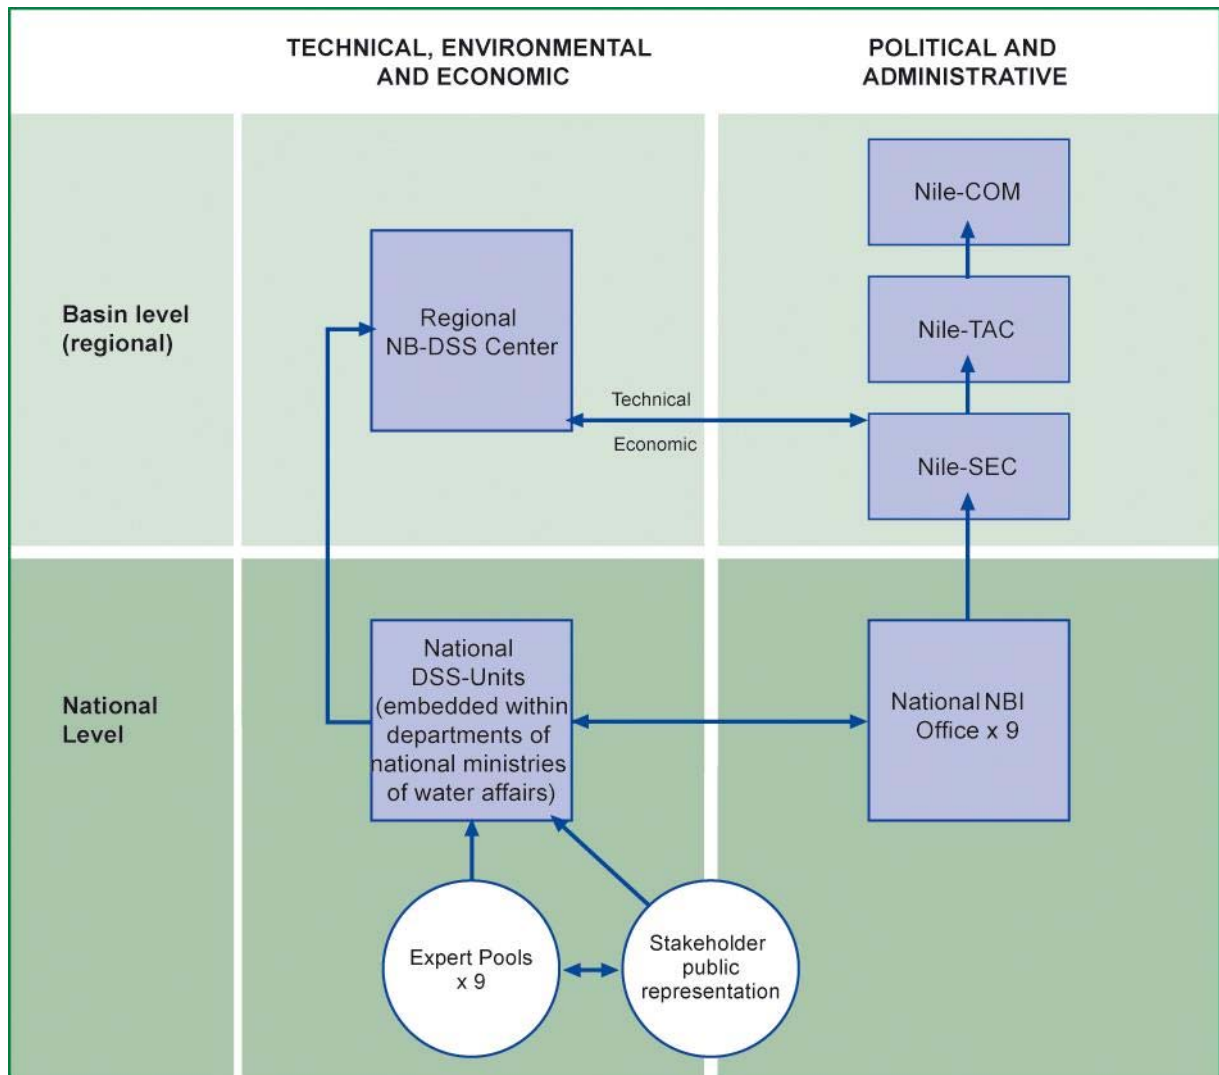 TECHNICAL, ENVIRONMENTAL
AND ECONOMIC
POLITICAL AND
ADMINISTRATIVE
Basin level
(regional)
Regional
NB-DSS Center
Technical
Economic
Nile-COM
Nile-TAC
Nile-SEC
National
Level
National
DSS-Units
(embedded within
departments of
national ministries
of water affairs)
National NBI
Office x 9
Expert Pools
x 9
Stakeholder
public
representation